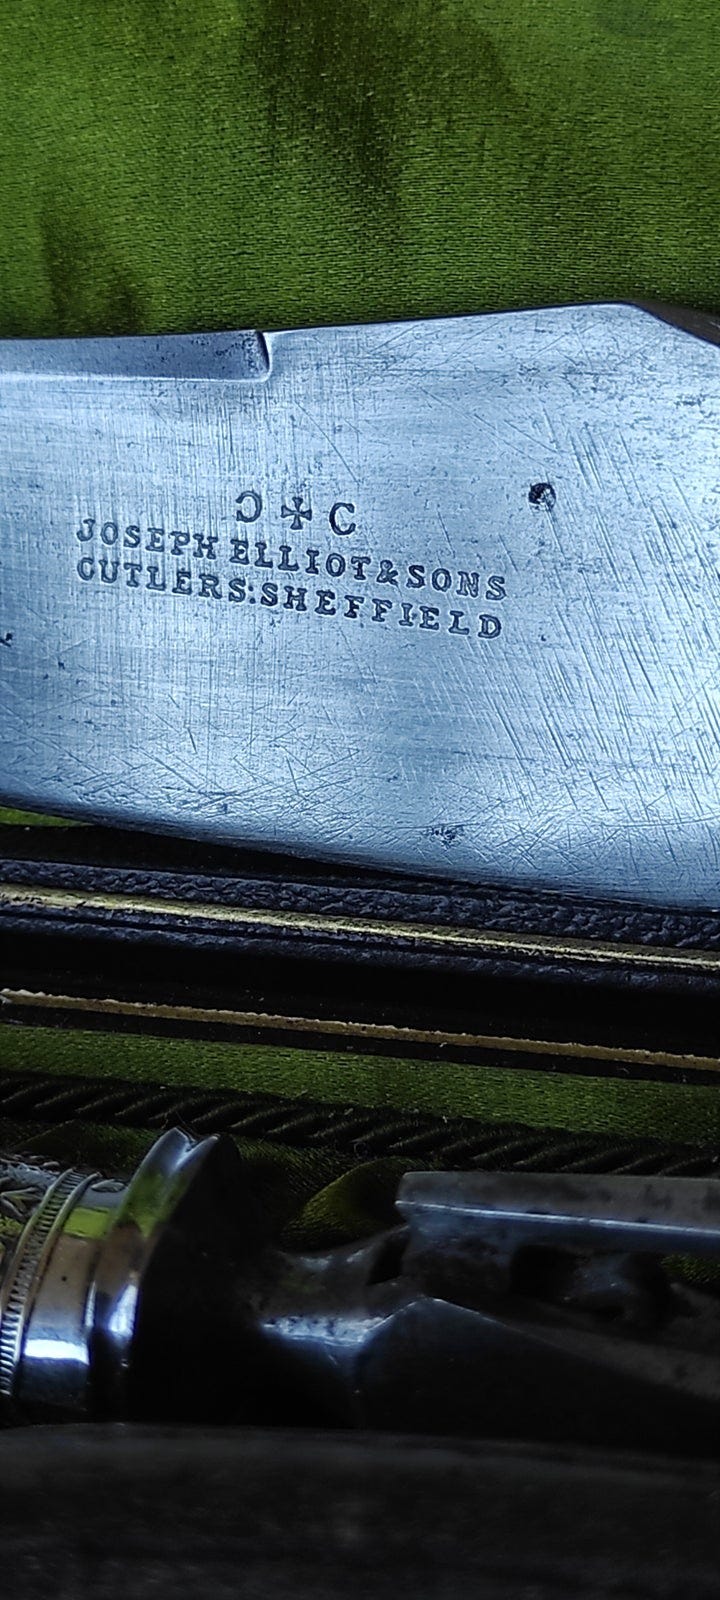 Ɔ ✠ C
JOSEPH ELLIOT & SONS
CUTLERS:SHEFFIELD